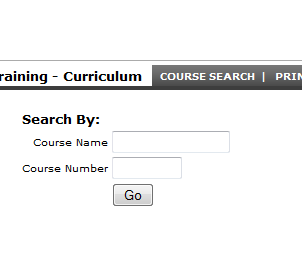 raining - Curriculum COURSE SEARCH | PRIN
Search By:
Course Name
Course Number
Go